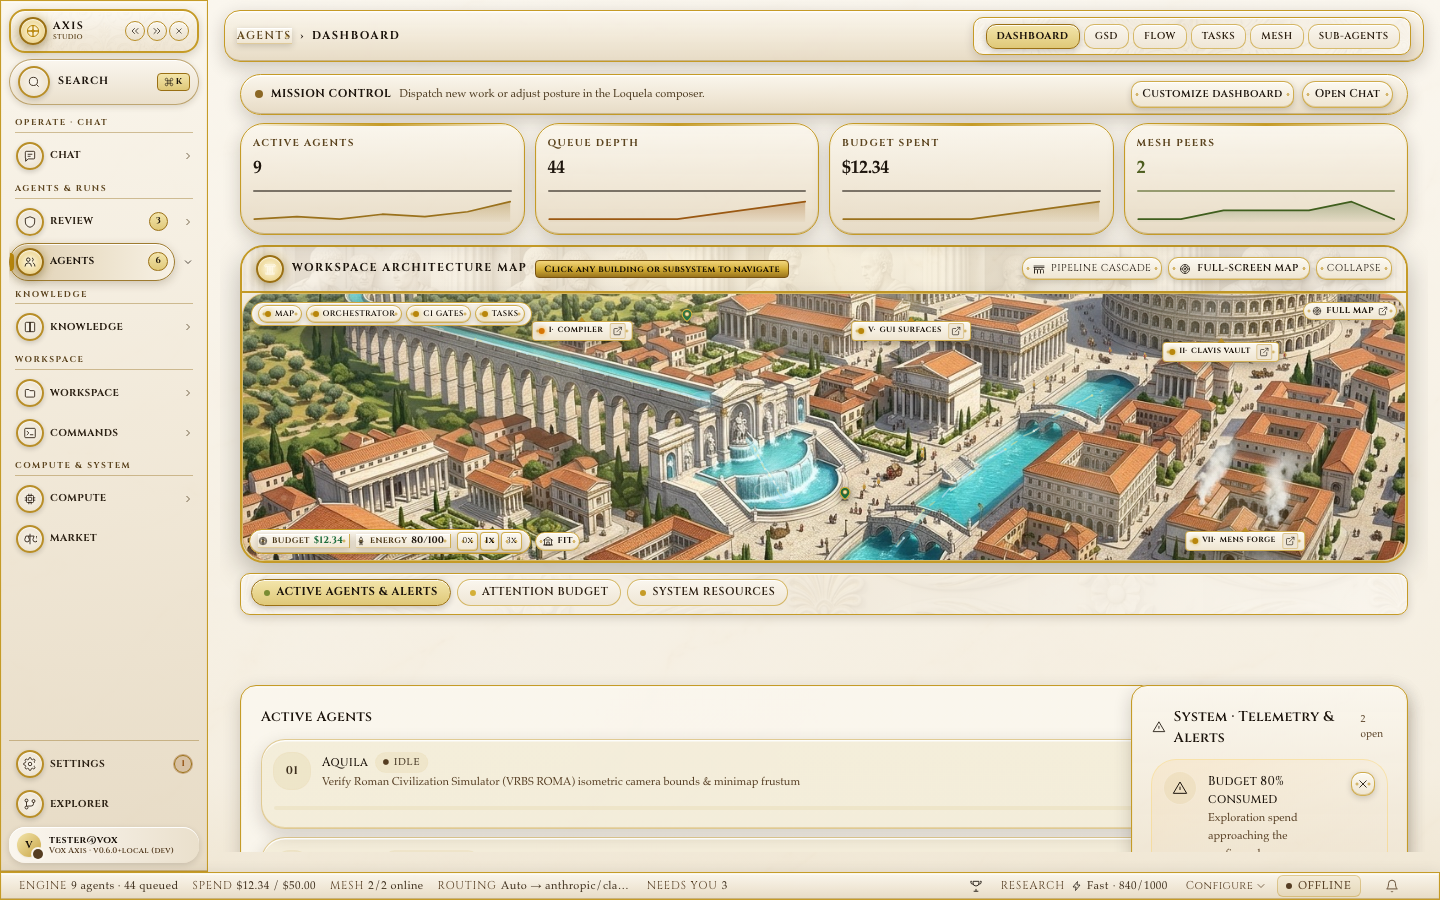 AXIS
STUDIO
SEARCH
⌘K
OPERATE · CHAT
CHAT
AGENTS & RUNS
REVIEW 3
AGENTS 6
KNOWLEDGE
KNOWLEDGE
WORKSPACE
WORKSPACE
COMMANDS
COMPUTE & SYSTEM
COMPUTE
MARKET
SETTINGS 1
EXPLORER
V
TESTER@VOX
VOX AXIS · V0.6.0+LOCAL (DEV)
AGENTS › DASHBOARD
DASHBOARD GSD FLOW TASKS MESH SUB-AGENTS
MISSION CONTROL Dispatch new work or adjust posture in the Loquela composer.
CUSTOMIZE DASHBOARD OPEN CHAT
ACTIVE AGENTS
9
QUEUE DEPTH
44
BUDGET SPENT
$12.34
MESH PEERS
2
WORKSPACE ARCHITECTURE MAP CLICK ANY BUILDING OR SUBSYSTEM TO NAVIGATE
PIPELINE CASCADE FULL-SCREEN MAP COLLAPSE
MAP ORCHESTRATOR CI GATES TASKS
FULL MAP
I· COMPILER
V· GUI SURFACES
II· CLAVIS VAULT
VII· MENS FORGE
BUDGET $12.34 ENERGY 80/100 0X 1X 3X FIT
ACTIVE AGENTS & ALERTS ATTENTION BUDGET SYSTEM RESOURCES
ACTIVE AGENTS
01
AQUILA IDLE
Verify Roman Civilization Simulator (VRBS ROMA) isometric camera bounds & minimap frustum
SYSTEM · TELEMETRY &
ALERTS
2
open
BUDGET 80%
CONSUMED
Exploration spend
approaching the
ENGINE 9 agents · 44 queued SPEND $12.34 / $50.00 MESH 2/2 online ROUTING Auto → anthropic/cla... NEEDS YOU 3
RESEARCH Fast · 840/1000 CONFIGURE OFFLINE